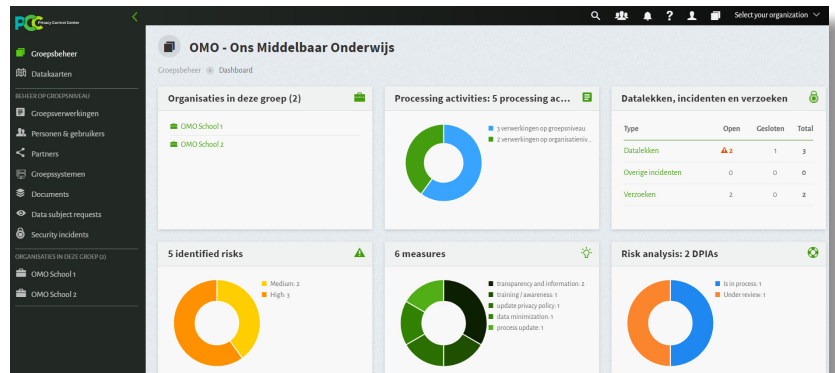 PCC Privacy Control Center
Select your organization
Groepsbeheer
Datakaarten
BEHEER OP GROEPSNIVEAU
Groepsverwerkingen
Personen & gebruikers
Partners
Groepssystemen
Documents
Data subject requests
Security incidents
ORGANISATIES IN DEZE GROEP (2)
OMO School 1
OMO School 2
OMO - Ons Middelbaar Onderwijs
Groepsbeheer Dashboard
Organisaties in deze groep (2)
OMO School 1
OMO School 2
Processing activities: 5 processing ac...
3 verwerkingen op groepsniveau
2 verwerkingen op organisatieniv...
Datalekken, incidenten en verzoeken
Type Open Gesloten Total
Datalekken 2 1 3
Overige incidenten 0 0 0
Verzoeken 2 0 2
5 identified risks
Medium: 2
High: 3
6 measures
transparency and information: 2
training / awareness: 1
update privacy policy: 1
data minimization: 1
process update: 1
Risk analysis: 2 DPIAs
Is in process: 1
Under review: 1